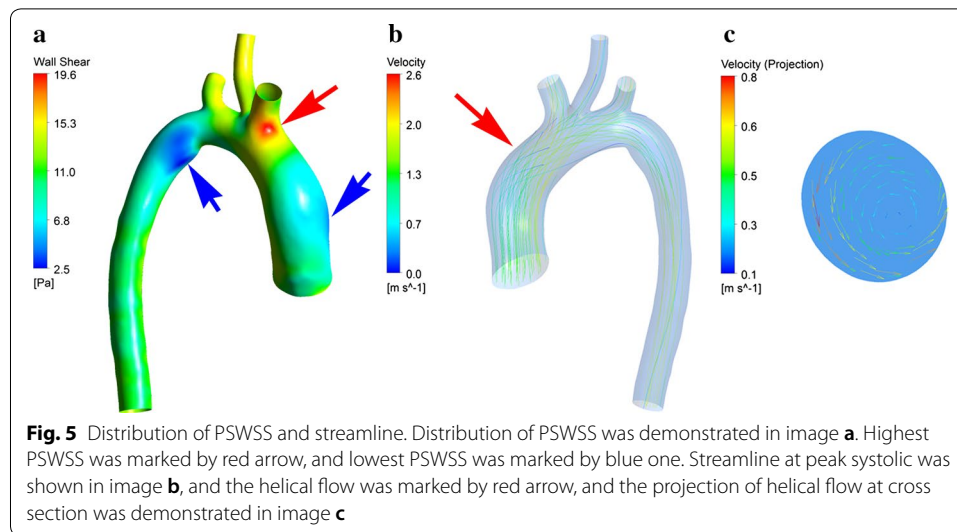 a
Wall Shear
19.6
15.3
11.0
6.8
2.5
[Pa]
b
Velocity
2.6
2.0
1.3
0.7
0.0
[m s^-1]
c
Velocity (Projection)
0.8
0.6
0.5
0.3
0.1
[m s^-1]
Fig. 5 Distribution of PSWSS and streamline. Distribution of PSWSS was demonstrated in image a. Highest
PSWSS was marked by red arrow, and lowest PSWSS was marked by blue one. Streamline at peak systolic was
shown in image b, and the helical flow was marked by red arrow, and the projection of helical flow at cross
section was demonstrated in image c